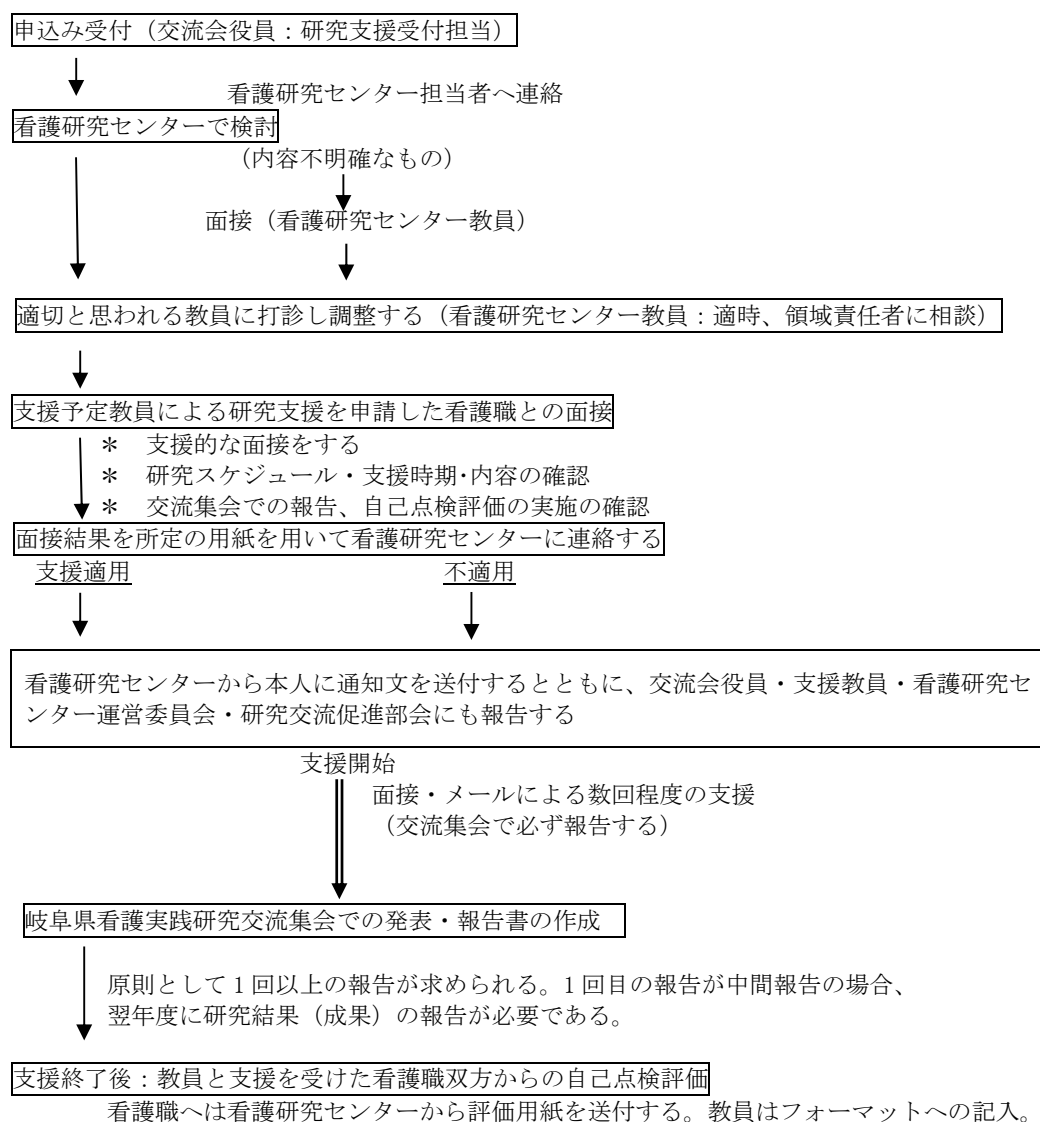 申込み受付（交流会役員：研究支援受付担当）
看護研究センター担当者へ連絡
看護研究センターで検討
（内容不明確なもの）
面接（看護研究センター教員）
適切と思われる教員に打診し調整する（看護研究センター教員：適時、領域責任者に相談）
支援予定教員による研究支援を申請した看護職との面接
＊　支援的な面接をする
＊　研究スケジュール・支援時期･内容の確認
＊　交流集会での報告、自己点検評価の実施の確認
面接結果を所定の用紙を用いて看護研究センターに連絡する
支援適用　不適用
看護研究センターから本人に通知文を送付するとともに、交流会役員・支援教員・看護研究セ
ンター運営委員会・研究交流促進部会にも報告する
支援開始
面接・メールによる数回程度の支援
（交流集会で必ず報告する）
岐阜県看護実践研究交流集会での発表・報告書の作成
原則として1回以上の報告が求められる。1回目の報告が中間報告の場合、
翌年度に研究結果（成果）の報告が必要である。
支援終了後：教員と支援を受けた看護職双方からの自己点検評価
看護職へは看護研究センターから評価用紙を送付する。教員はフォーマットへの記入。